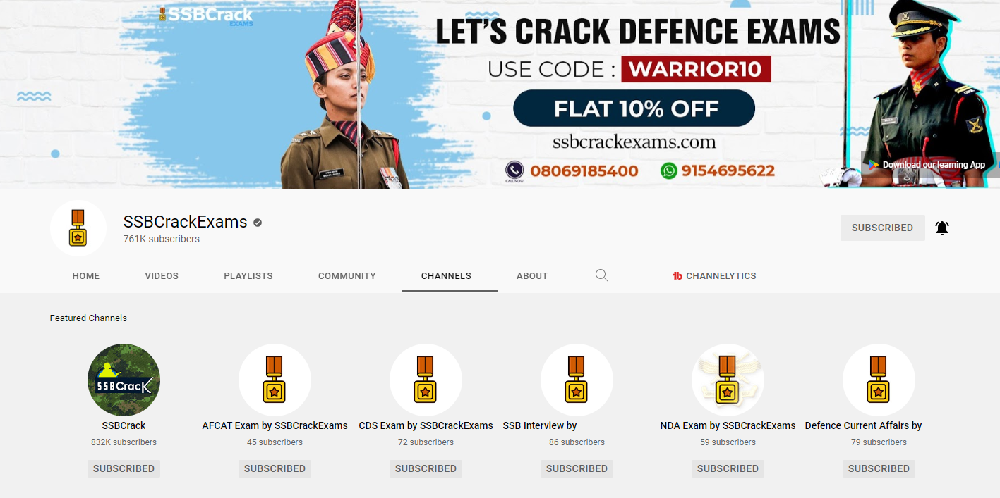 SSBCrack
EXAMS
LET'S CRACK DEFENCE EXAMS
USE CODE : WARRIOR10
FLAT 10% OFF
ssbcrackexams.com
CALL NOW
08069185400
9154695622
Download our learning App
SSBCrackExams
761K subscribers
SUBSCRIBED
HOME VIDEOS PLAYLISTS COMMUNITY CHANNELS ABOUT CHANNELYTICS
Featured Channels
SSBCrack
SSBCrack AFCAT Exam by SSBCrackExams CDS Exam by SSBCrackExams SSB Interview by NDA Exam by SSBCrackExams Defence Current Affairs by
832K subscribers 45 subscribers 72 subscribers 86 subscribers 59 subscribers 79 subscribers
SUBSCRIBED SUBSCRIBED SUBSCRIBED SUBSCRIBED SUBSCRIBED SUBSCRIBED